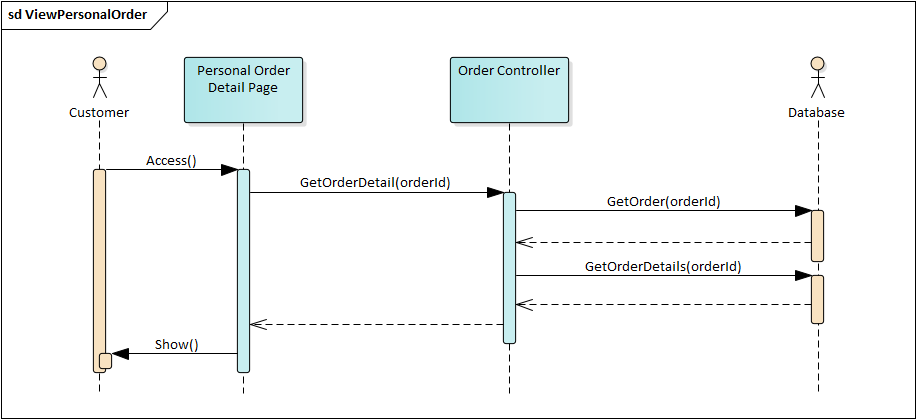 sd ViewPersonalOrder
Personal Order
Detail Page
Order Controller
Customer
Database
Access()
GetOrderDetail(orderId)
GetOrder(orderId)
GetOrderDetails(orderId)
Show()